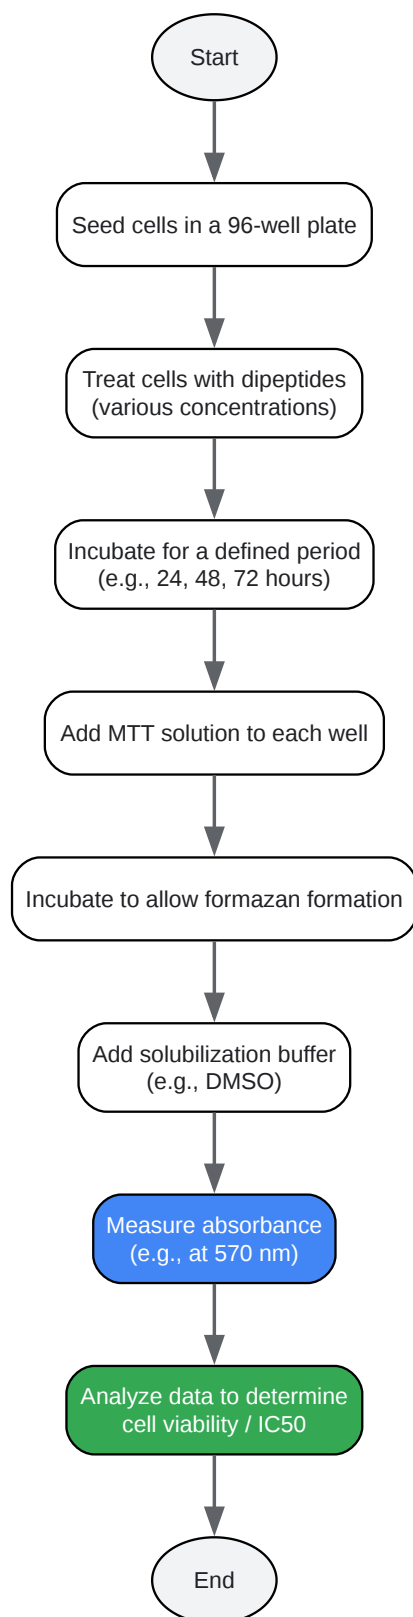 Start
Seed cells in a 96-well plate
Treat cells with dipeptides
(various concentrations)
Incubate for a defined period
(e.g., 24, 48, 72 hours)
Add MTT solution to each well
Incubate to allow formazan formation
Add solubilization buffer
(e.g., DMSO)
Measure absorbance
(e.g., at 570 nm)
Analyze data to determine
cell viability / IC50
End